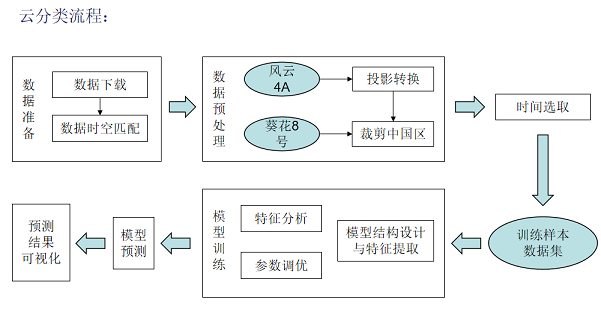 云分类流程：
数据准备
数据下载
数据时空匹配
数据预处理
风云
4A
投影转换
葵花8
号
裁剪中国区
时间选取
训练样本
数据集
模型训练
特征分析
参数调优
模型结构设计
与特征提取
模型
预测
预测
结果
可视化